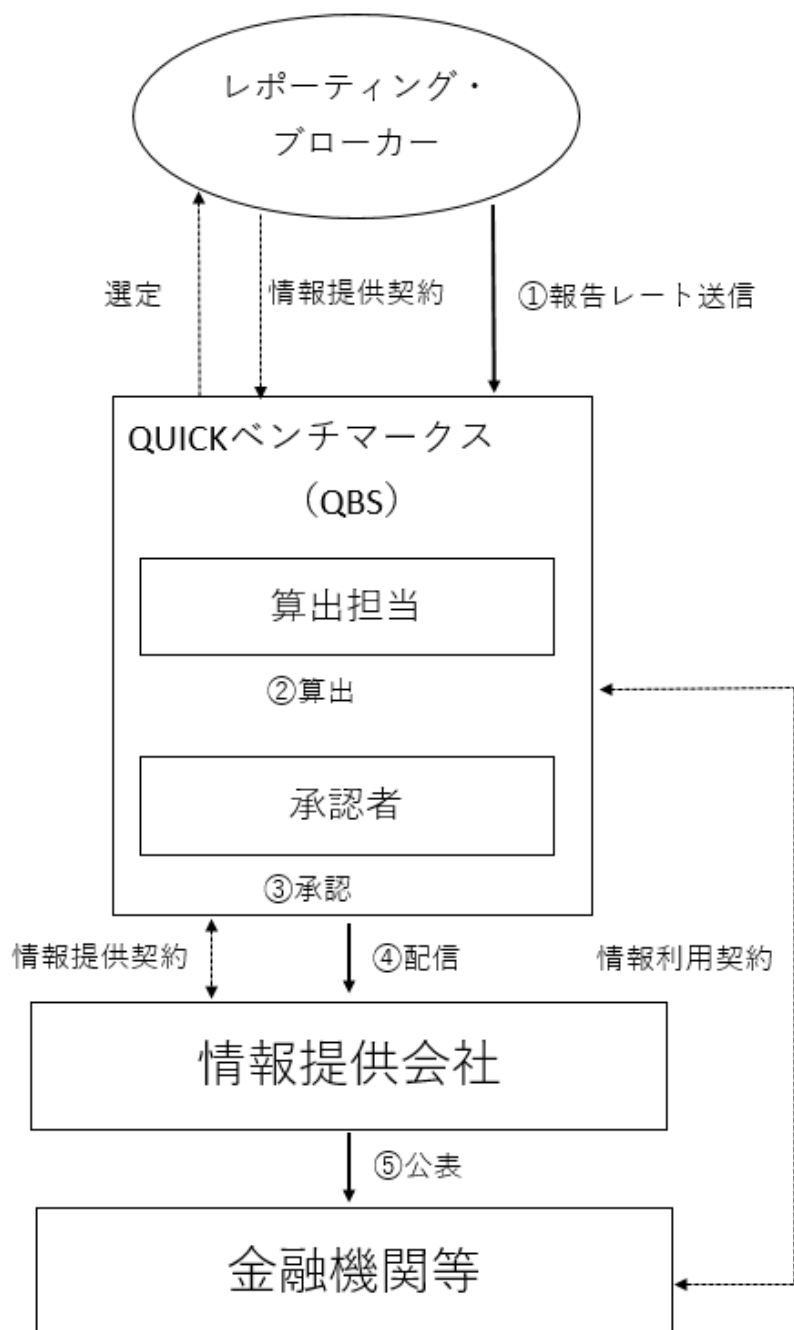 レポーティング・
ブローカー
選定
情報提供契約
①報告レート送信
QUICKベンチマークス
（QBS）
算出担当
②算出
承認者
③承認
情報提供契約
④配信
情報利用契約
情報提供会社
⑤公表
金融機関等